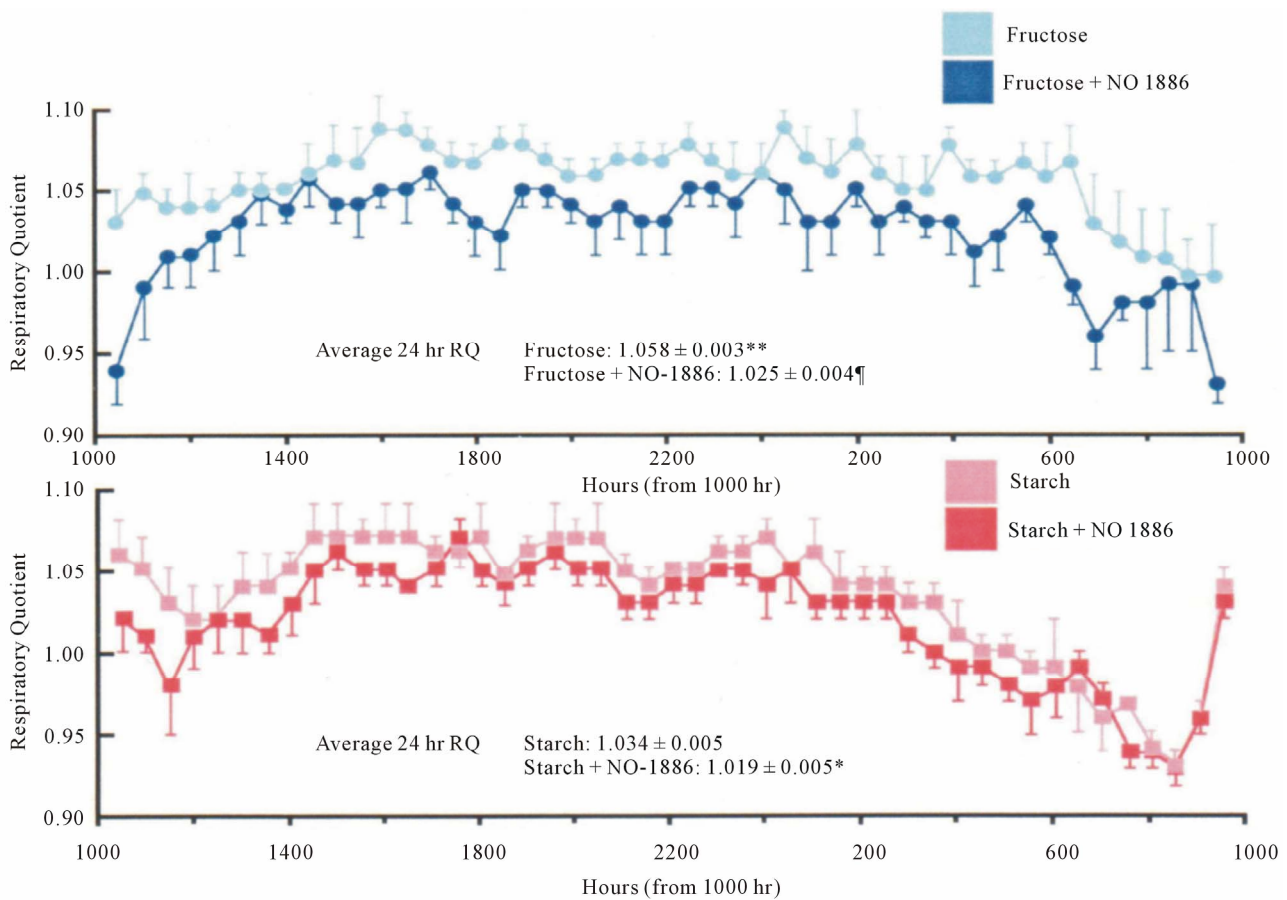 Fructose
Fructose + NO 1886
Respiratory Quotient
1.10
1.05
1.00
0.95
0.90
Average 24 hr RQ Fructose: 1.058 ± 0.003**
Fructose + NO-1886: 1.025 ± 0.004¶
1000 1400 1800 2200 200 600 1000
Hours (from 1000 hr)
Starch
Starch + NO 1886
Respiratory Quotient
1.10
1.05
1.00
0.95
0.90
Average 24 hr RQ Starch: 1.034 ± 0.005
Starch + NO-1886: 1.019 ± 0.005*
1000 1400 1800 2200 200 600 1000
Hours (from 1000 hr)